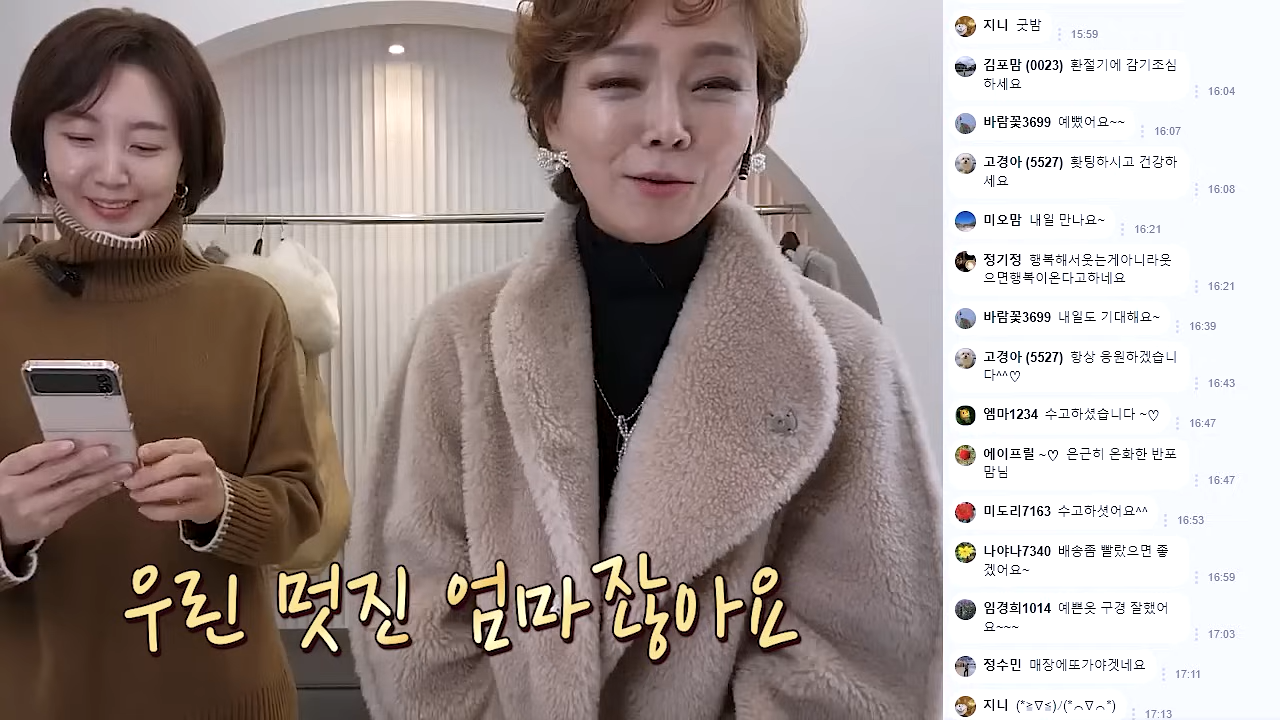 우린 멋진 엄마잖아요
지니 굿밤
15:59
김포맘 (0023) 환절기에 감기조심
하세요
16:04
바람꽃3699 예뻤어요~~
16:07
고경아 (5527) 홧팅하시고 건강하
세요
16:08
미오맘 내일 만나요~
16:21
정기정 행복해서웃는게아니라웃
으면행복이온다고하네요
16:21
바람꽃3699 내일도 기대해요~
16:39
고경아 (5527) 항상 응원하겠습니
다^^♡
16:43
엠마1234 수고하셨습니다 ~♡
16:47
에이프릴 ~♡ 은근히 온화한 반포
맘님
16:47
미도리7163 수고하셧어요^^
16:53
나야나7340 배송쫌 빨랐으면 좋
겠어요~
16:59
임경희1014 예쁜옷 구경 잘했어
요~~~
17:03
정수민 매장에또가야겟네요
17:11
지니 (*≧∇≦)/(*⌒∇⌒*)
17:13